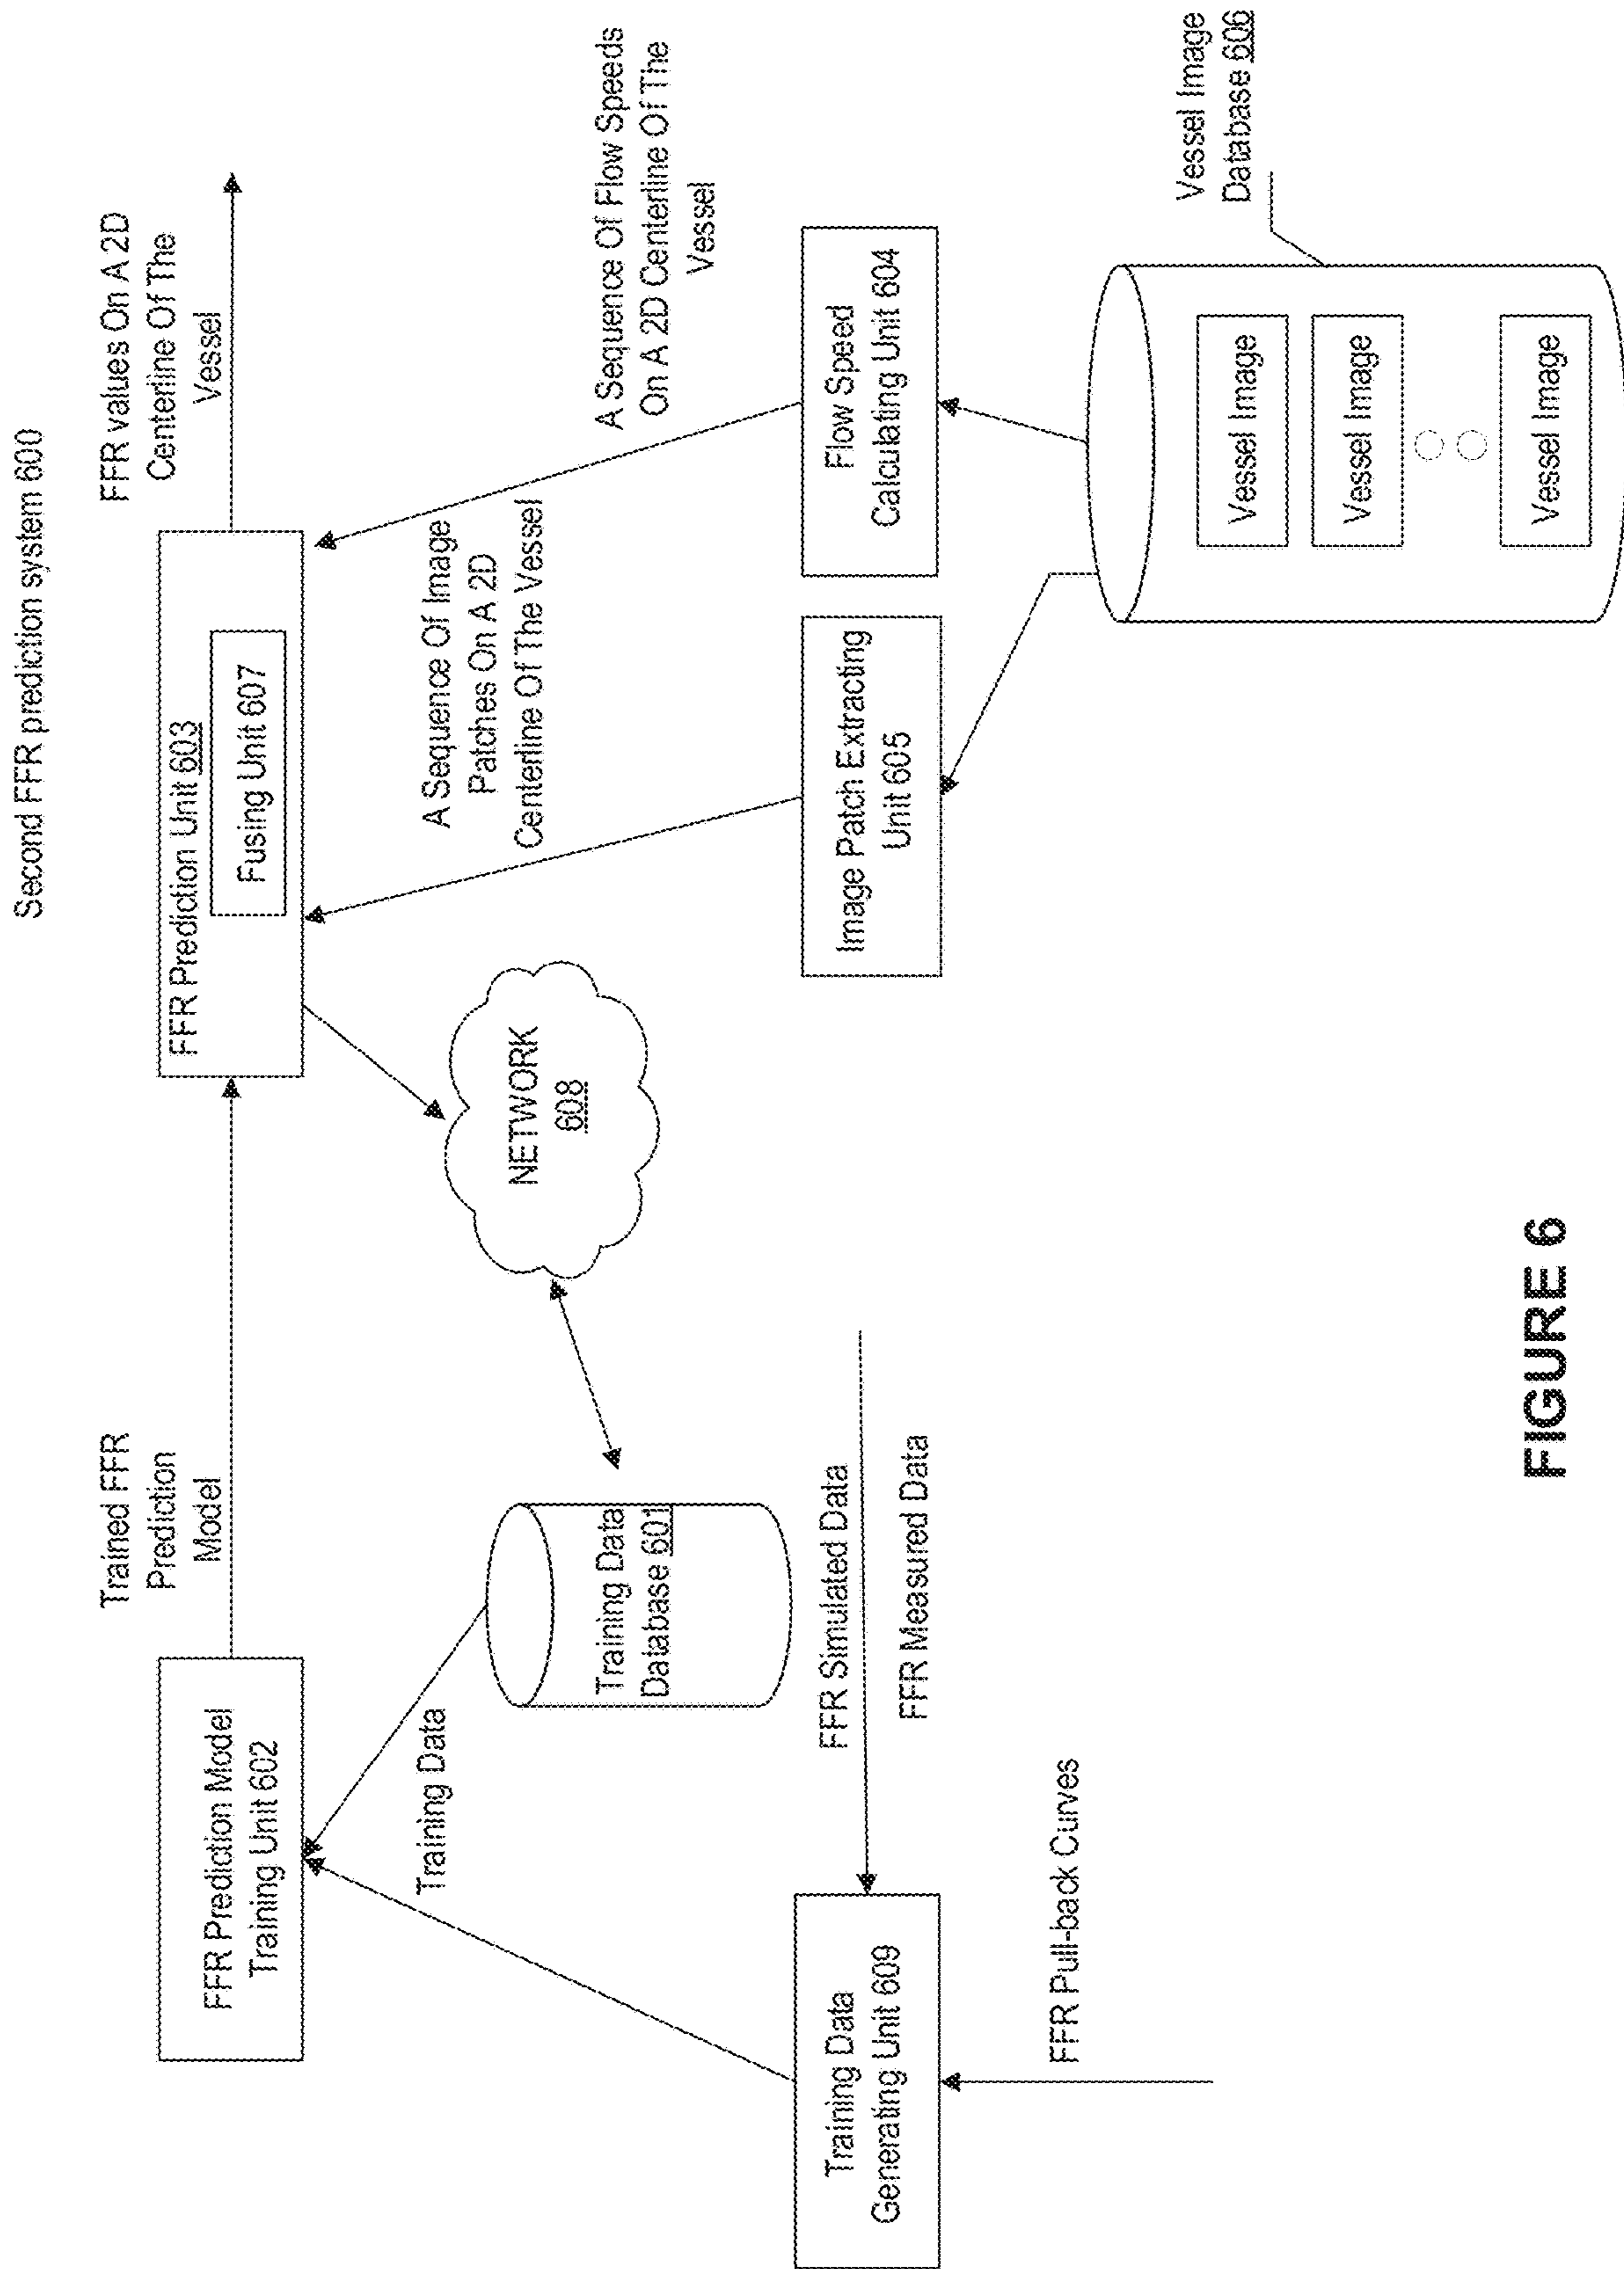 Second FFR prediction system 600
Trained FFR
Prediction
Model
FFR values On A 2D
Centerline Of The
Vessel
FFR Prediction Model
Training Unit 602
FFR Prediction Unit 603
Fusing Unit 607
Training Data
A Sequence Of Image
Patches On A 2D
Centerline Of The Vessel
A Sequence Of Flow Speeds
On A 2D Centerline Of The
Vessel
NETWORK
608
Training Data
Database 601
Training Data
Generating Unit 609
FFR Simulated Data
FFR Measured Data
Image Patch Extracting
Unit 605
Flow Speed
Calculating Unit 604
FFR Pull-back Curves
Vessel Image
Database 606
Vessel Image
Vessel Image
Vessel Image
FIGURE 6